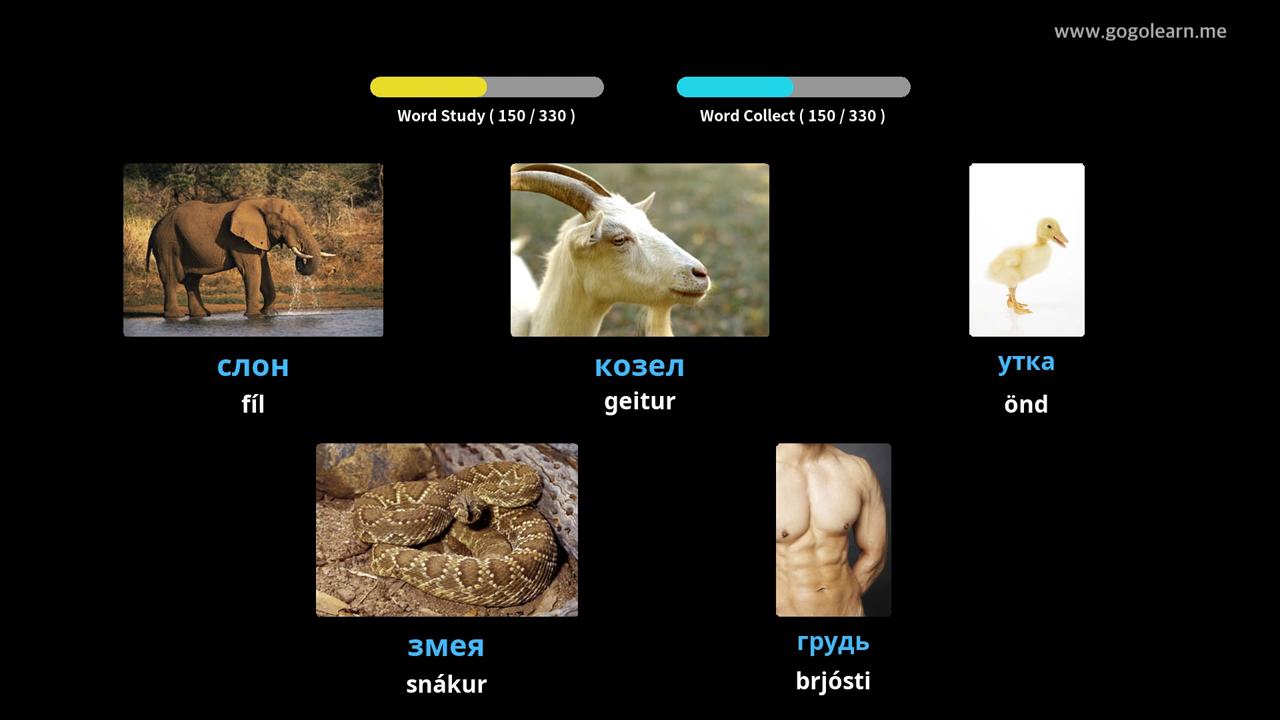 www.gogolearn.me
Word Study ( 150 / 330 )
Word Collect ( 150 / 330 )
слон
fíl
козел
geitur
утка
önd
змея
snákur
грудь
brjósti